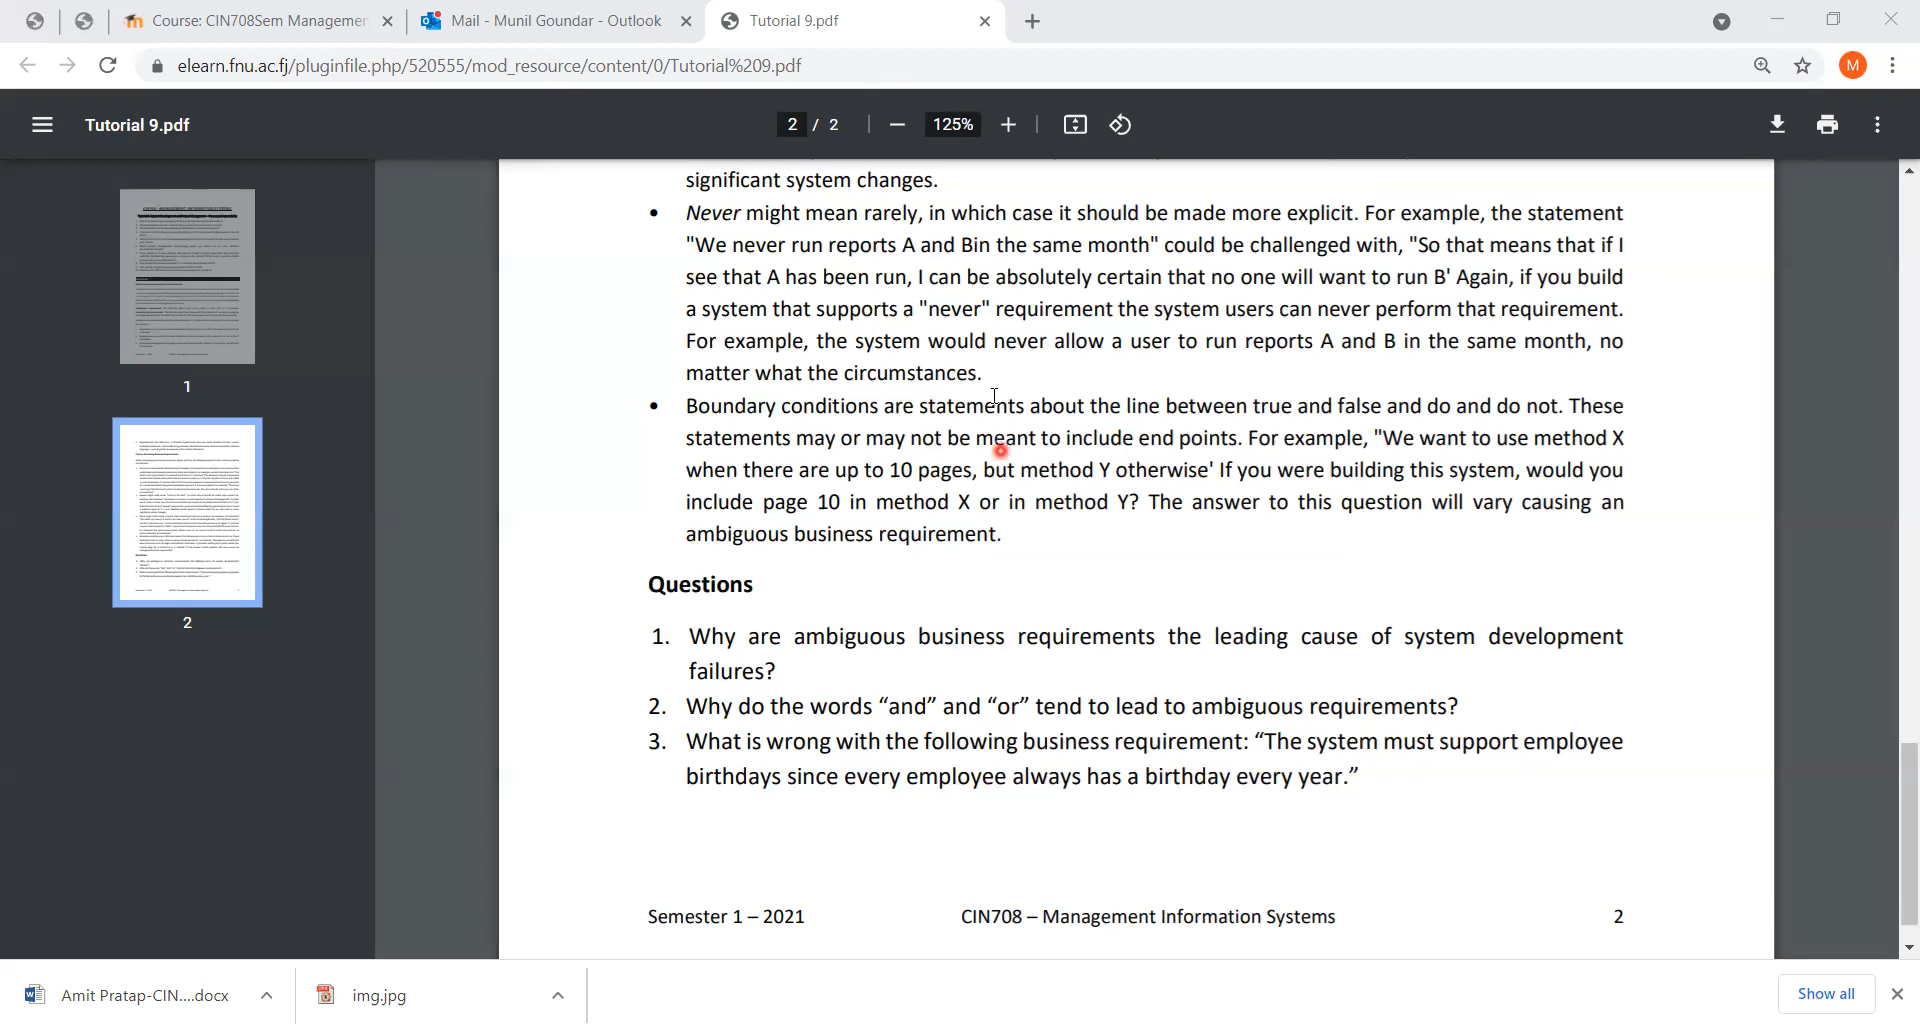 Course: CIN708Sem Managemen
Mail - Munil Goundar - Outlook
Tutorial 9.pdf
elearn.fnu.ac.fj/pluginfile.php/520555/mod_resource/content/0/Tutorial%209.pdf
M
Tutorial 9.pdf
2 / 2
125%
significant system changes.
• Never might mean rarely, in which case it should be made more explicit. For example, the statement
"We never run reports A and Bin the same month" could be challenged with, "So that means that if I
see that A has been run, I can be absolutely certain that no one will want to run B' Again, if you build
a system that supports a "never" requirement the system users can never perform that requirement.
For example, the system would never allow a user to run reports A and B in the same month, no
matter what the circumstances.
• Boundary conditions are statements about the line between true and false and do and do not. These
statements may or may not be meant to include end points. For example, "We want to use method X
when there are up to 10 pages, but method Y otherwise' If you were building this system, would you
include page 10 in method X or in method Y? The answer to this question will vary causing an
ambiguous business requirement.
Questions
1. Why are ambiguous business requirements the leading cause of system development
failures?
2. Why do the words “and” and “or” tend to lead to ambiguous requirements?
3. What is wrong with the following business requirement: “The system must support employee
birthdays since every employee always has a birthday every year.”
Semester 1 – 2021
CIN708 – Management Information Systems
2
1
2
Amit Pratap-CIN....docx
img.jpg
Show all